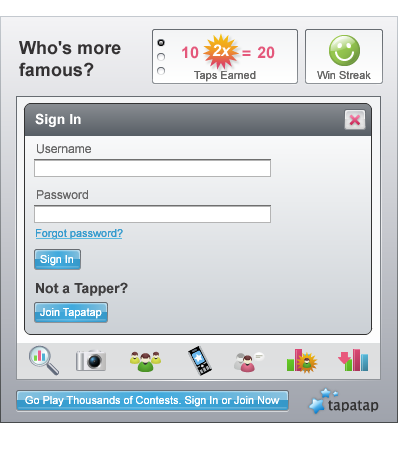 Who's more
famous?
10 2x = 20
Taps Earned
Win Streak
Sign In
Username
Password
Forgot password?
Sign In
Not a Tapper?
Join Tapatap
Go Play Thousands of Contests. Sign In or Join Now
tapatap